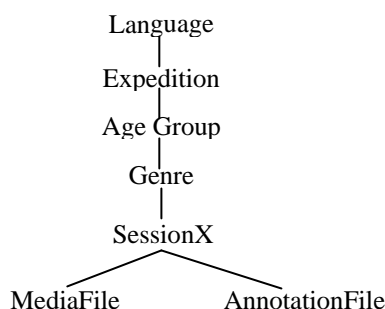 Language
Expedition
Age Group
Genre
SessionX
MediaFile AnnotationFile